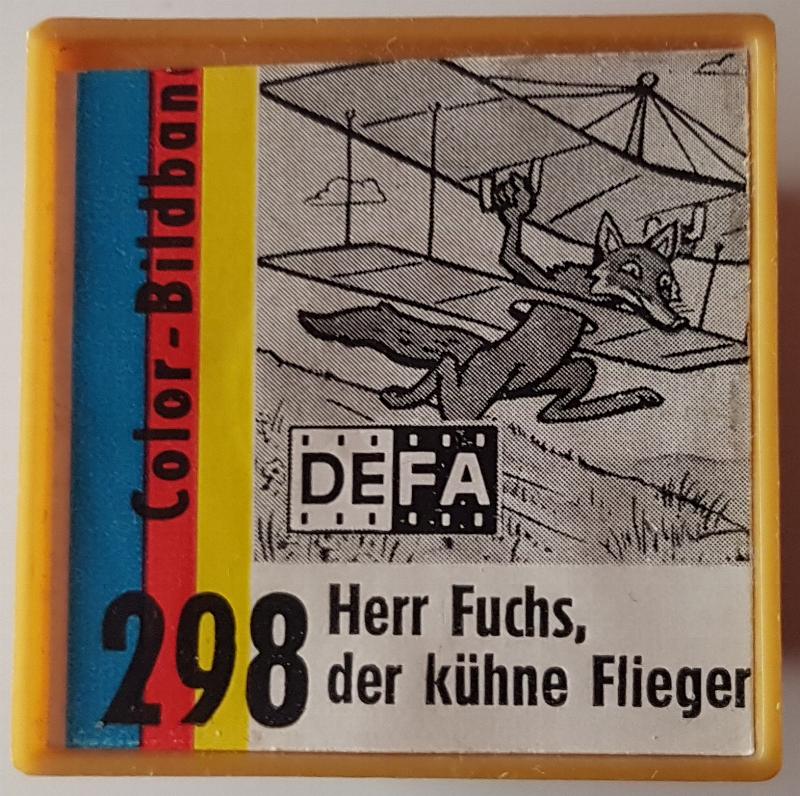 Color-Bildband
DEFA
298
Herr Fuchs,
der kühne Flieger